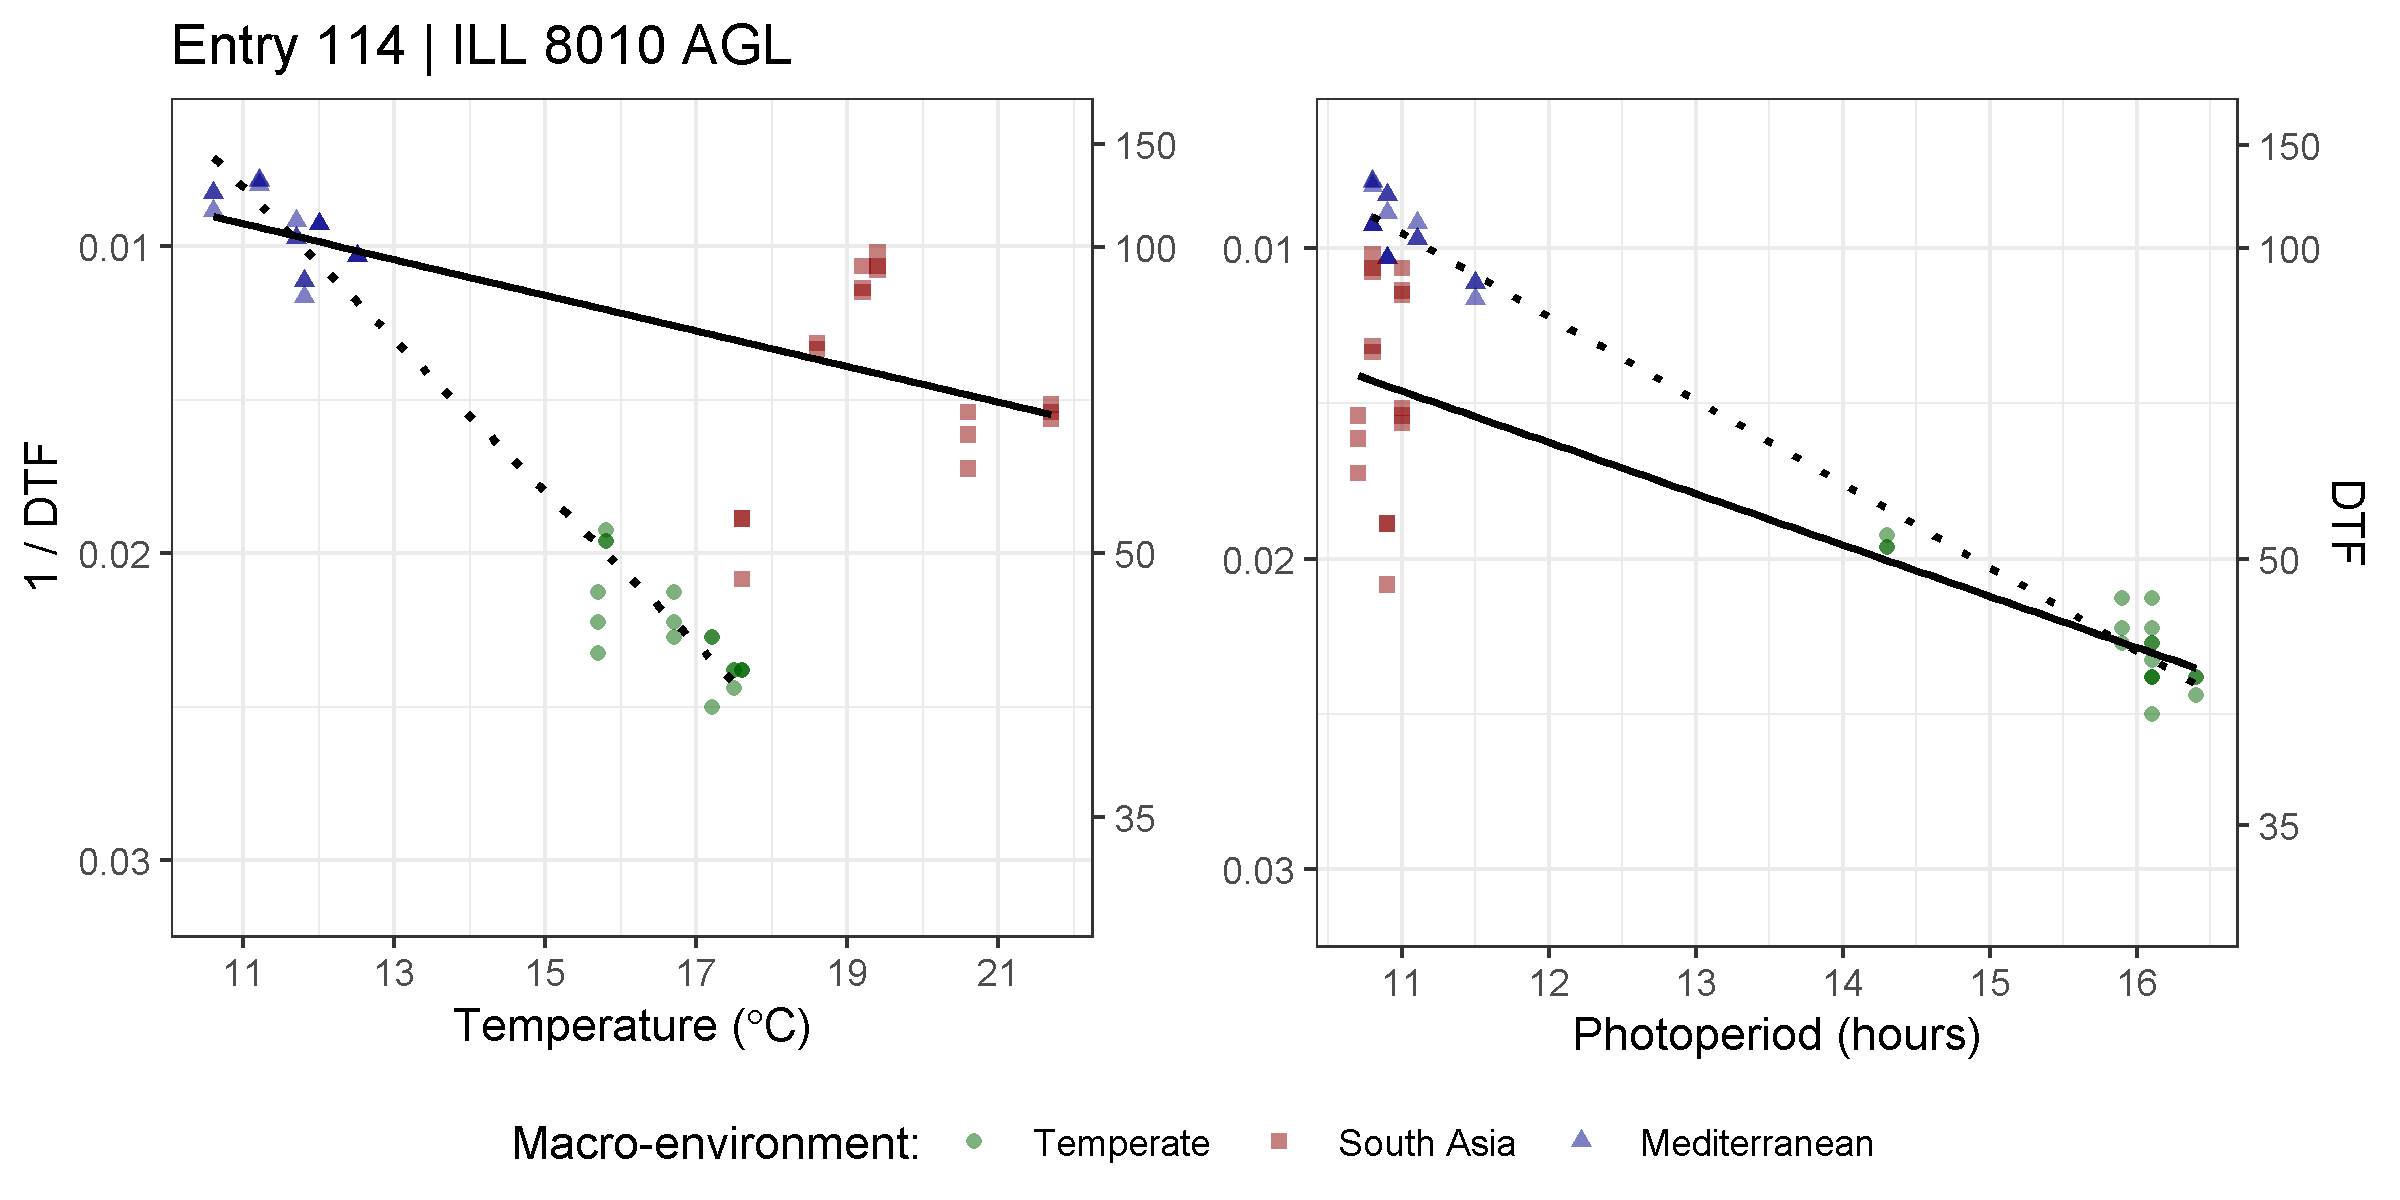 Entry 114 | ILL 8010 AGL
1 / DTF
0.01
0.02
0.03
150
100
50
35
11 13 15 17 19 21
Temperature (°C)
0.01
0.02
0.03
150
100
50
35
DTF
11 12 13 14 15 16
Photoperiod (hours)
Macro-environment: Temperate South Asia Mediterranean